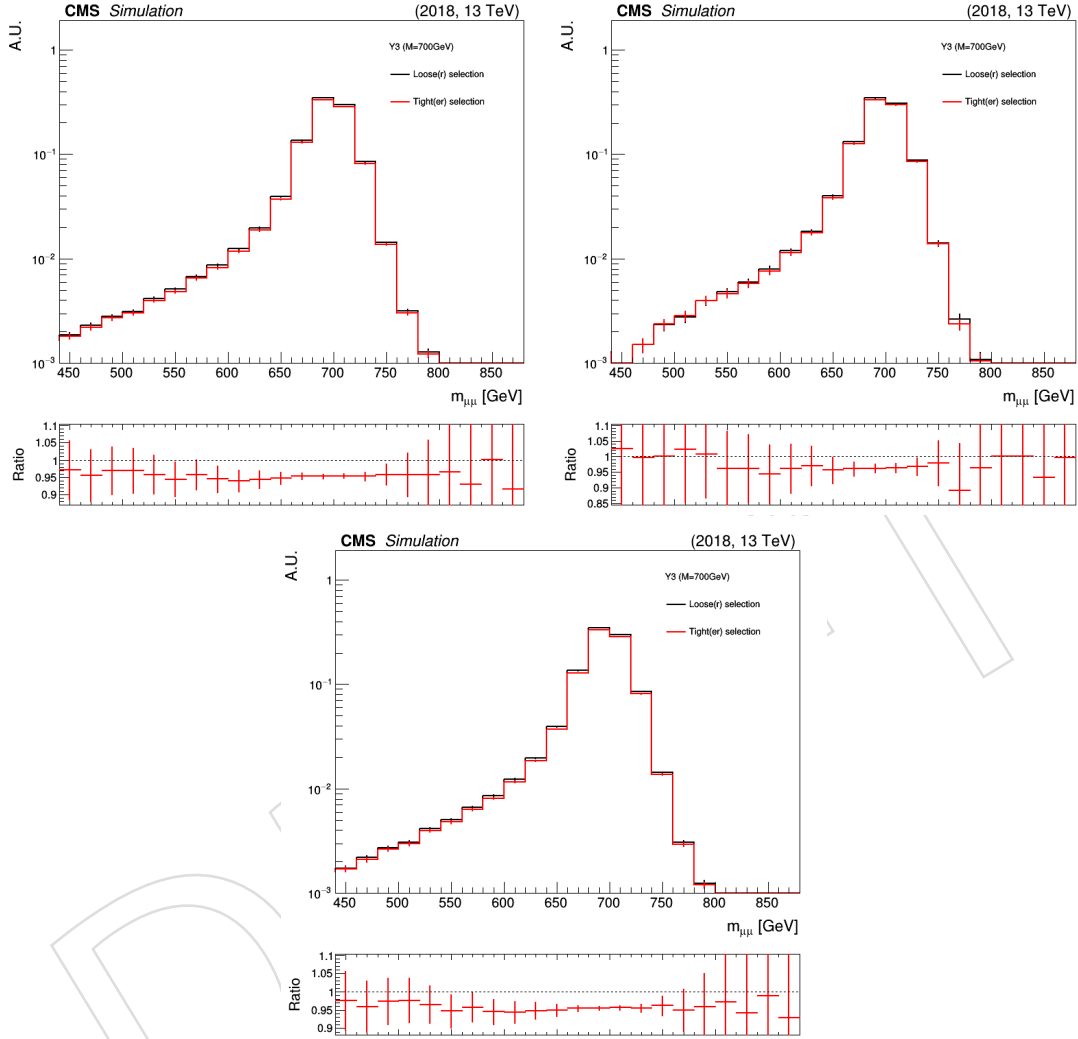 CMS Simulation (2018, 13 TeV)
A.U.
Y3 (M=700GeV)
Loose(r) selection
Tight(er) selection
1
10⁻¹
10⁻²
10⁻³
450 500 550 600 650 700 750 800 850
mμμ [GeV]
Ratio
1.1
1.05
1
0.95
0.9
CMS Simulation (2018, 13 TeV)
A.U.
Y3 (M=700GeV)
Loose(r) selection
Tight(er) selection
1
10⁻¹
10⁻²
10⁻³
450 500 550 600 650 700 750 800 850
mμμ [GeV]
Ratio
1.1
1.05
1
0.95
0.9
0.85
CMS Simulation (2018, 13 TeV)
A.U.
Y3 (M=700GeV)
Loose(r) selection
Tight(er) selection
1
10⁻¹
10⁻²
10⁻³
450 500 550 600 650 700 750 800 850
mμμ [GeV]
Ratio
1.1
1.05
1
0.95
0.9